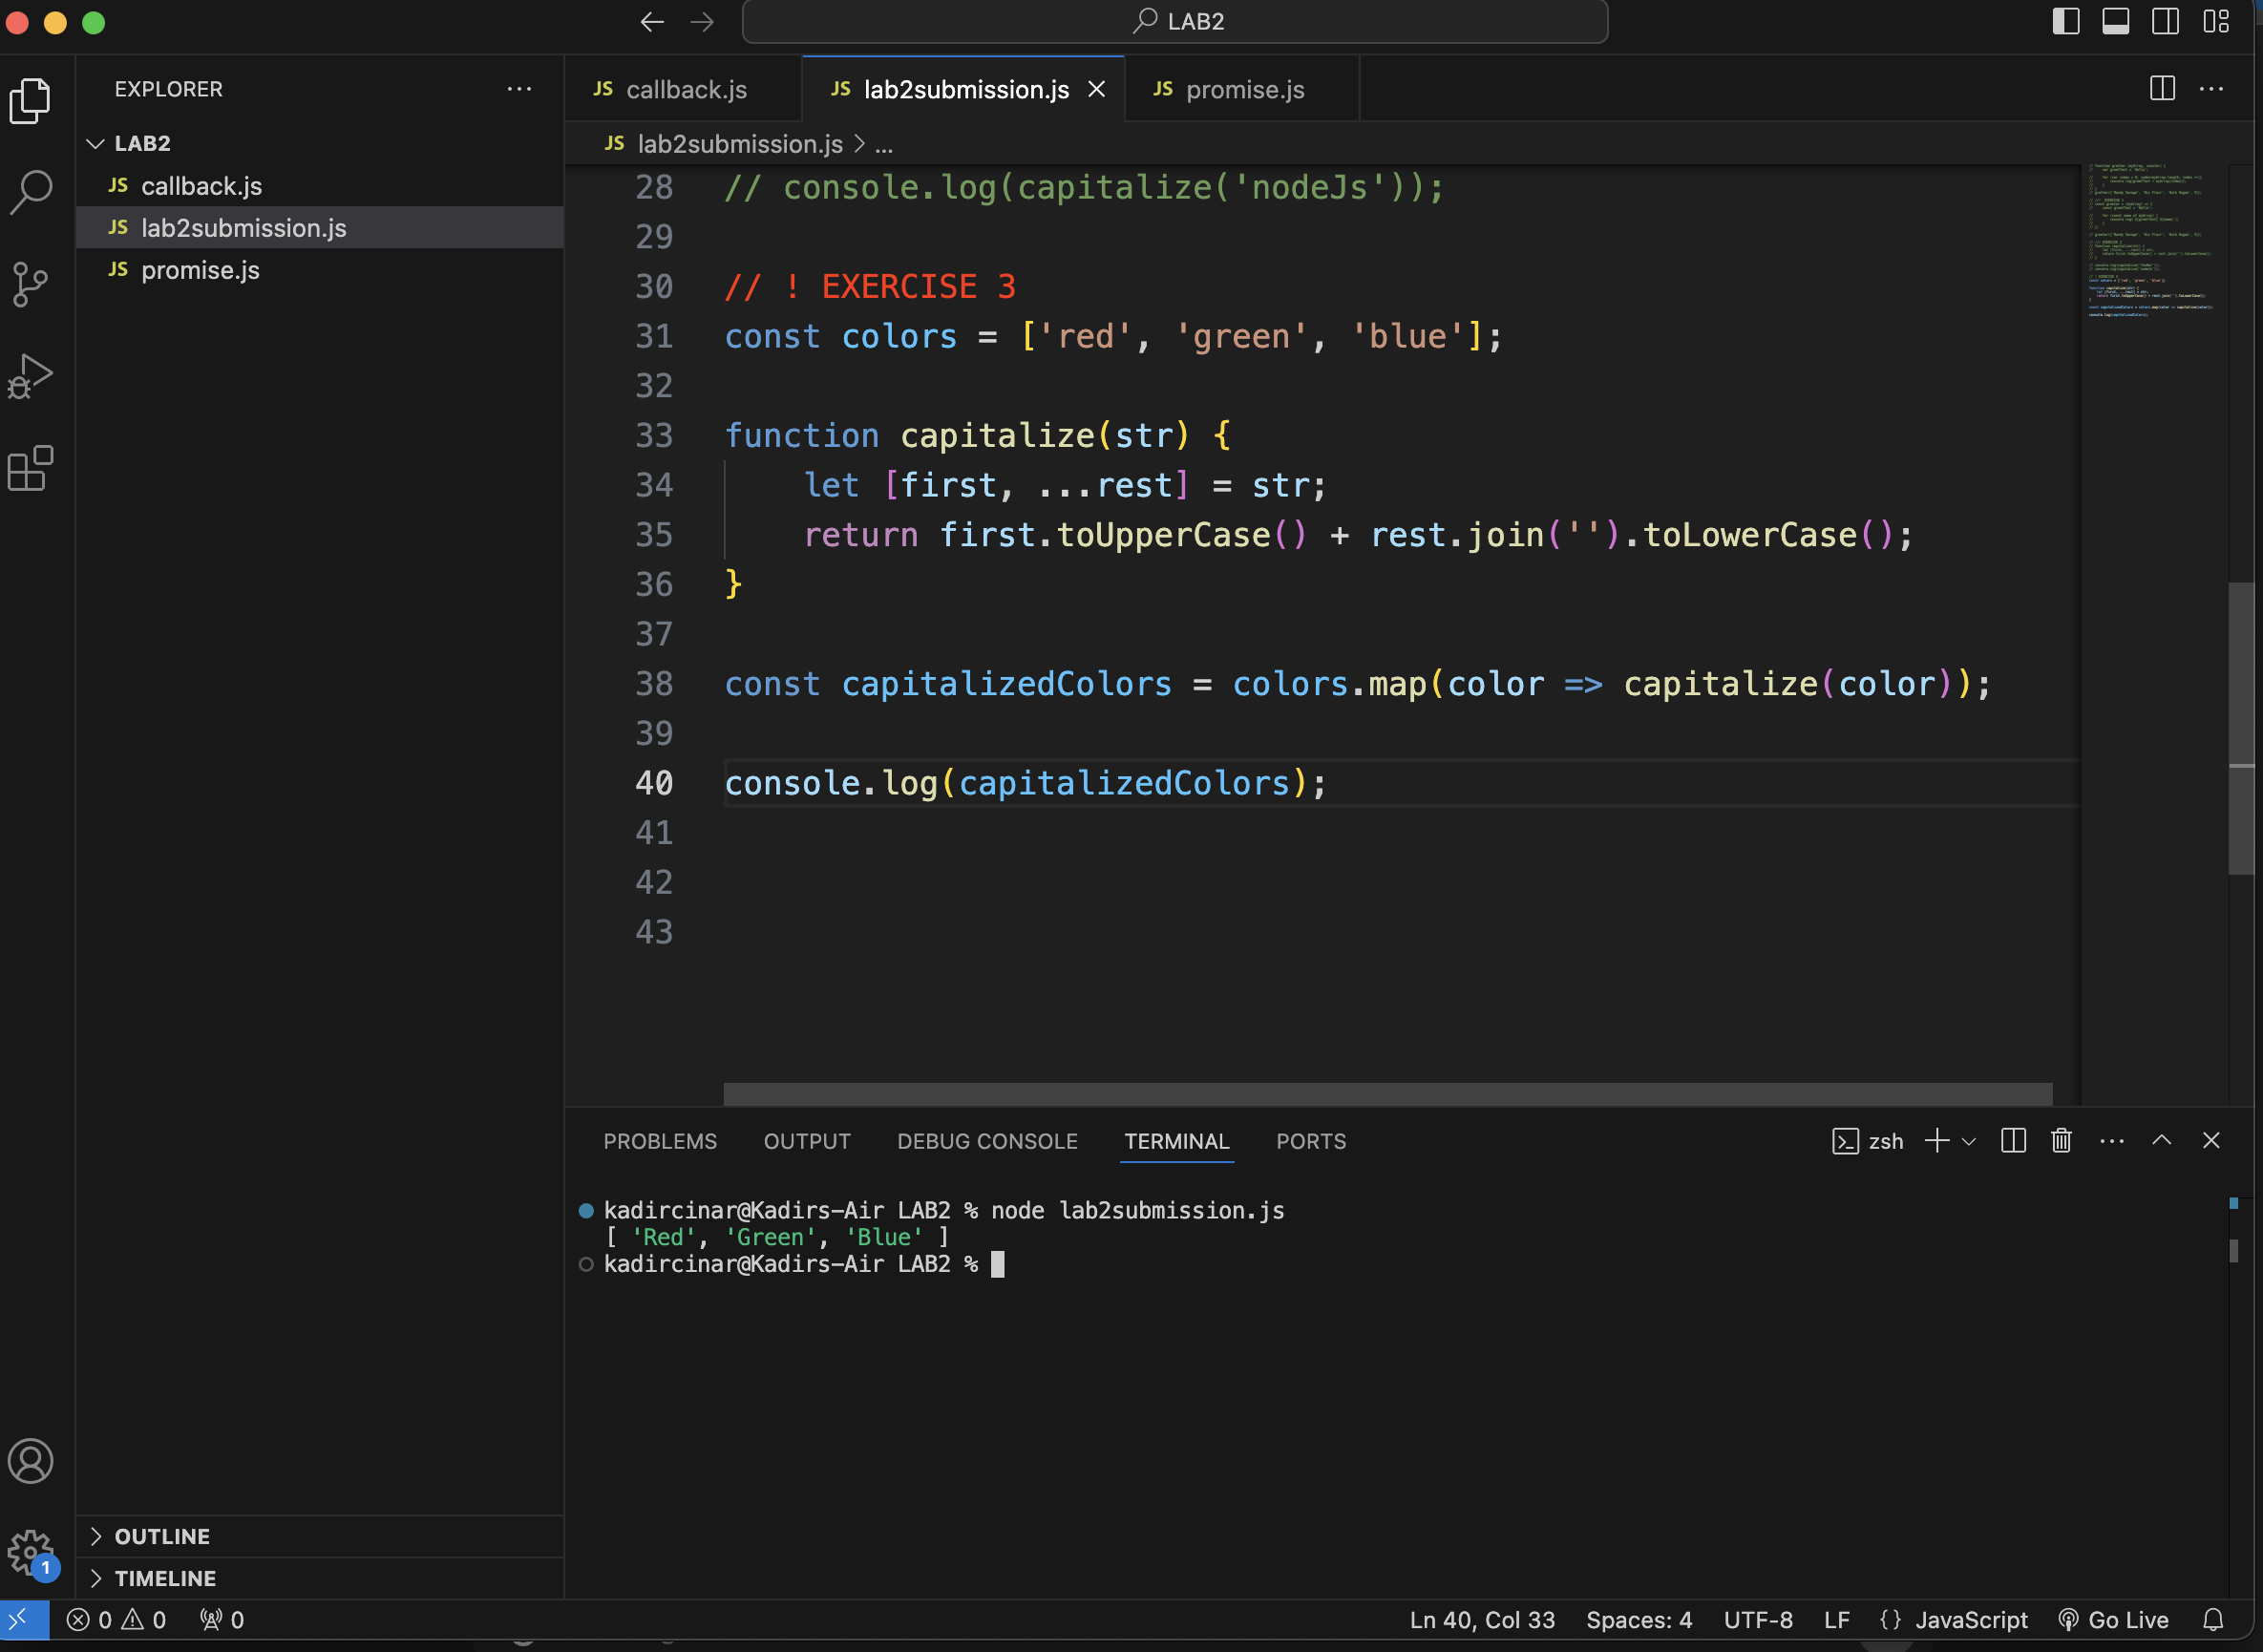 LAB2
EXPLORER
LAB2
JS callback.js
JS lab2submission.js
JS promise.js
OUTLINE
TIMELINE
JS callback.js
JS lab2submission.js
JS promise.js
JS lab2submission.js > ...
28 // console.log(capitalize('nodeJs'));
29
30 // ! EXERCISE 3
31 const colors = ['red', 'green', 'blue'];
32
33 function capitalize(str) {
34 let [first, ...rest] = str;
35 return first.toUpperCase() + rest.join('').toLowerCase();
36 }
37
38 const capitalizedColors = colors.map(color => capitalize(color));
39
40 console.log(capitalizedColors);
41
42
43
PROBLEMS OUTPUT DEBUG CONSOLE TERMINAL PORTS
zsh
kadircinar@Kadirs-Air LAB2 % node lab2submission.js
[ 'Red', 'Green', 'Blue' ]
kadircinar@Kadirs-Air LAB2 %
1
0 0 0
Ln 40, Col 33 Spaces: 4 UTF-8 LF {} JavaScript Go Live